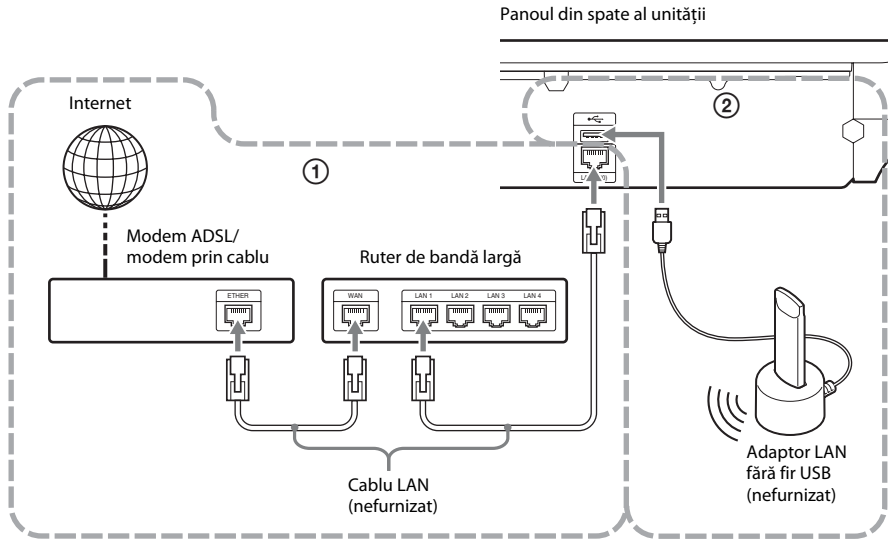 Panoul din spate al unității
Internet
①
②
Modem ADSL/
modem prin cablu
Ruter de bandă largă
ETHER
WAN
LAN 1
LAN 2
LAN 3
LAN 4
Cablu LAN
(nefurnizat)
Adaptor LAN
fără fir USB
(nefurnizat)